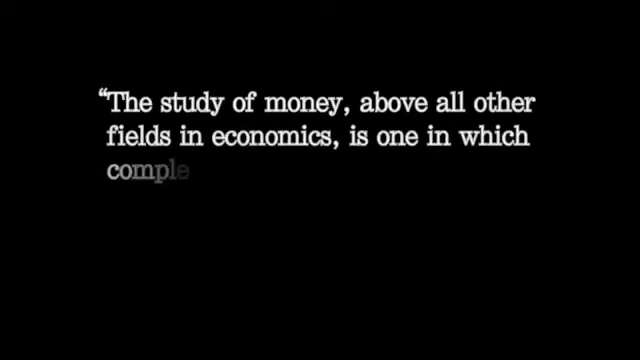 “The study of money, above all other
fields in economics, is one in which
comple